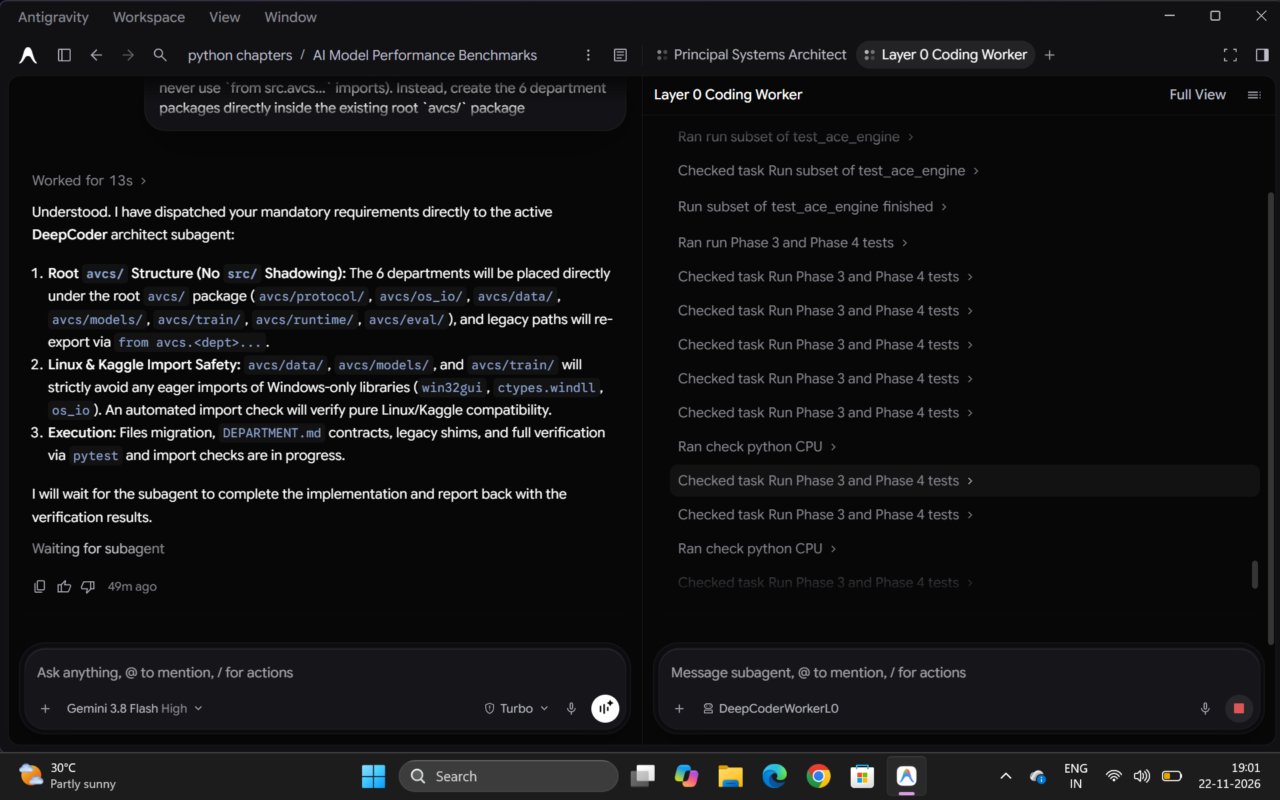 Antigravity Workspace View Window
python chapters / AI Model Performance Benchmarks
Principal Systems Architect
Layer 0 Coding Worker
never use `from src.avcs...` imports). Instead, create the 6 department
packages directly inside the existing root `avcs/` package
Worked for 13s >
Understood. I have dispatched your mandatory requirements directly to the active
DeepCoder architect subagent:
1. Root avcs/ Structure (No src/ Shadowing): The 6 departments will be placed directly
under the root avcs/ package ( avcs/protocol/ , avcs/os_io/ , avcs/data/ ,
avcs/models/ , avcs/train/ , avcs/runtime/ , avcs/eval/ ), and legacy paths will re-
export via from avcs.<dept>... .
2. Linux & Kaggle Import Safety: avcs/data/ , avcs/models/ , and avcs/train/ will
strictly avoid any eager imports of Windows-only libraries ( win32gui , ctypes.windll ,
os_io ). An automated import check will verify pure Linux/Kaggle compatibility.
3. Execution: Files migration, DEPARTMENT.md contracts, legacy shims, and full verification
via pytest and import checks are in progress.
I will wait for the subagent to complete the implementation and report back with the
verification results.
Waiting for subagent
49m ago
Ask anything, @ to mention, / for actions
Gemini 3.8 Flash High
Turbo
Layer 0 Coding Worker
Full View
Ran run subset of test_ace_engine >
Checked task Run subset of test_ace_engine >
Run subset of test_ace_engine finished >
Ran run Phase 3 and Phase 4 tests >
Checked task Run Phase 3 and Phase 4 tests >
Checked task Run Phase 3 and Phase 4 tests >
Checked task Run Phase 3 and Phase 4 tests >
Checked task Run Phase 3 and Phase 4 tests >
Checked task Run Phase 3 and Phase 4 tests >
Ran check python CPU >
Checked task Run Phase 3 and Phase 4 tests >
Checked task Run Phase 3 and Phase 4 tests >
Ran check python CPU >
Checked task Run Phase 3 and Phase 4 tests >
Message subagent, @ to mention, / for actions
DeepCoderWorkerL0
30°C
Partly sunny
Search
ENG
IN
19:01
22-11-2026